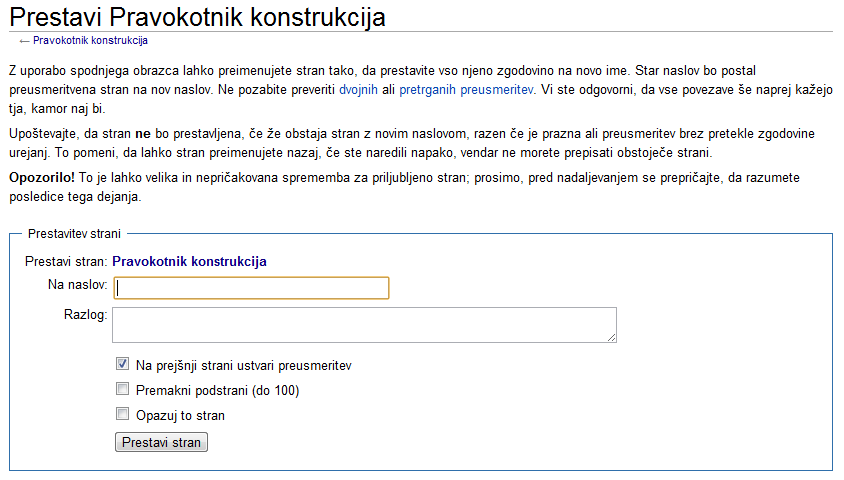 Prestavi Pravokotnik konstrukcija
← Pravokotnik konstrukcija
Z uporabo spodnjega obrazca lahko preimenujete stran tako, da prestavite vso njeno zgodovino na novo ime. Star naslov bo postal
preusmeritvena stran na nov naslov. Ne pozabite preveriti dvojnih ali pretrganih preusmeritev. Vi ste odgovorni, da vse povezave še naprej kažejo
tja, kamor naj bi.
Upoštevajte, da stran ne bo prestavljena, če že obstaja stran z novim naslovom, razen če je prazna ali preusmeritev brez pretekle zgodovine
urejanj. To pomeni, da lahko stran preimenujete nazaj, če ste naredili napako, vendar ne morete prepisati obstoječe strani.
Opozorilo! To je lahko velika in nepričakovana sprememba za priljubljeno stran; prosimo, pred nadaljevanjem se prepričajte, da razumete
posledice tega dejanja.
Prestavitev strani
Prestavi stran: Pravokotnik konstrukcija
Na naslov:
Razlog:
Na prejšnji strani ustvari preusmeritev
Premakni podstrani (do 100)
Opazuj to stran
Prestavi stran